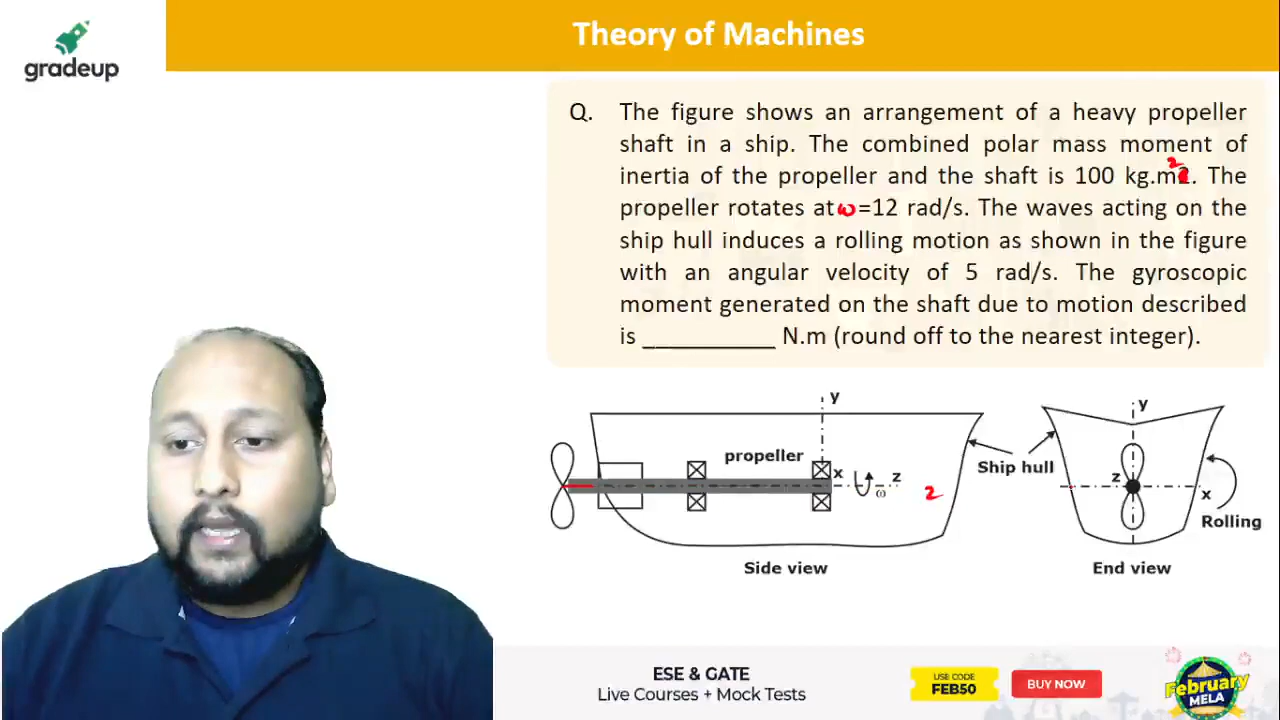 gradeup
Theory of Machines
Q. The figure shows an arrangement of a heavy propeller
shaft in a ship. The combined polar mass moment of
inertia of the propeller and the shaft is 100 kg.m2. The
propeller rotates at ω =12 rad/s. The waves acting on the
ship hull induces a rolling motion as shown in the figure
with an angular velocity of 5 rad/s. The gyroscopic
moment generated on the shaft due to motion described
is __________ N.m (round off to the nearest integer).
y
propeller
x
z
ω
2
Side view
Ship hull
y
z
x
Rolling
End view
ESE & GATE
Live Courses + Mock Tests
USE CODE
FEB50
BUY NOW
February
MELA